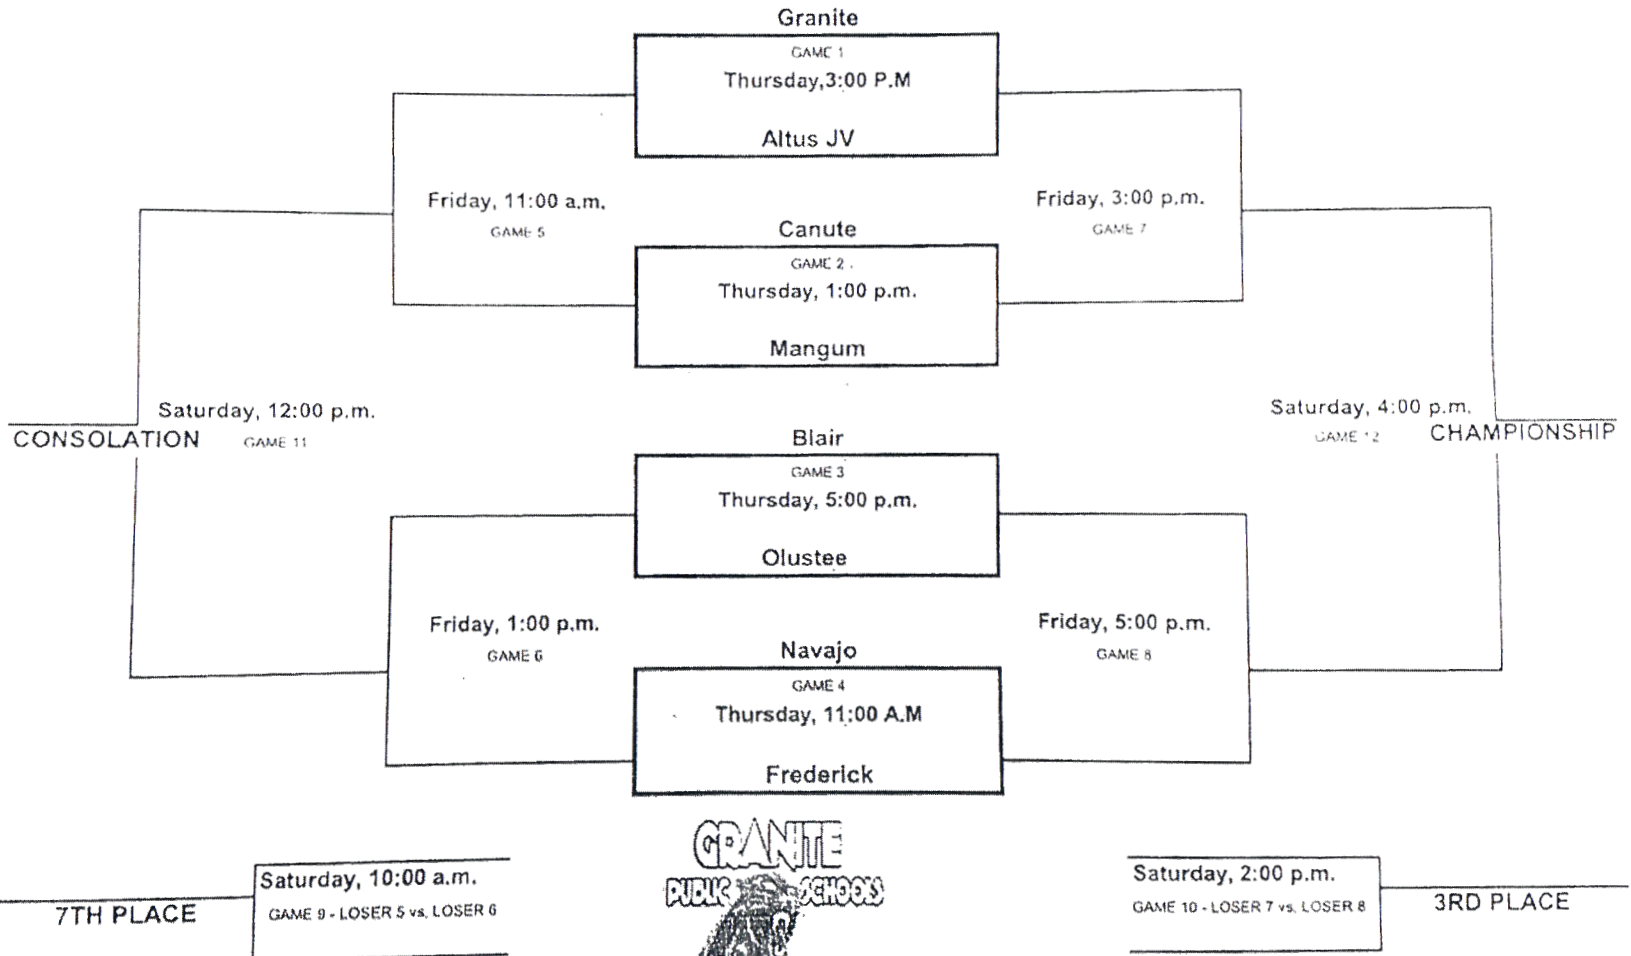 Granite
GAME 1
Thursday,3:00 P.M
Altus JV
Friday, 11:00 a.m.
GAME 5
Friday, 3:00 p.m.
GAME 7
Canute
GAME 2
Thursday, 1:00 p.m.
Mangum
Saturday, 12:00 p.m.
CONSOLATION
GAME 11
Saturday, 4:00 p.m.
GAME 12
CHAMPIONSHIP
Blair
GAME 3
Thursday, 5:00 p.m.
Olustee
Friday, 1:00 p.m.
GAME 6
Friday, 5:00 p.m.
GAME 8
Navajo
GAME 4
Thursday, 11:00 A.M
Frederick
GRANITE
PUBLIC SCHOOLS
Saturday, 10:00 a.m.
7TH PLACE
GAME 9 - LOSER 5 vs. LOSER 6
Saturday, 2:00 p.m.
GAME 10 - LOSER 7 vs. LOSER 8
3RD PLACE